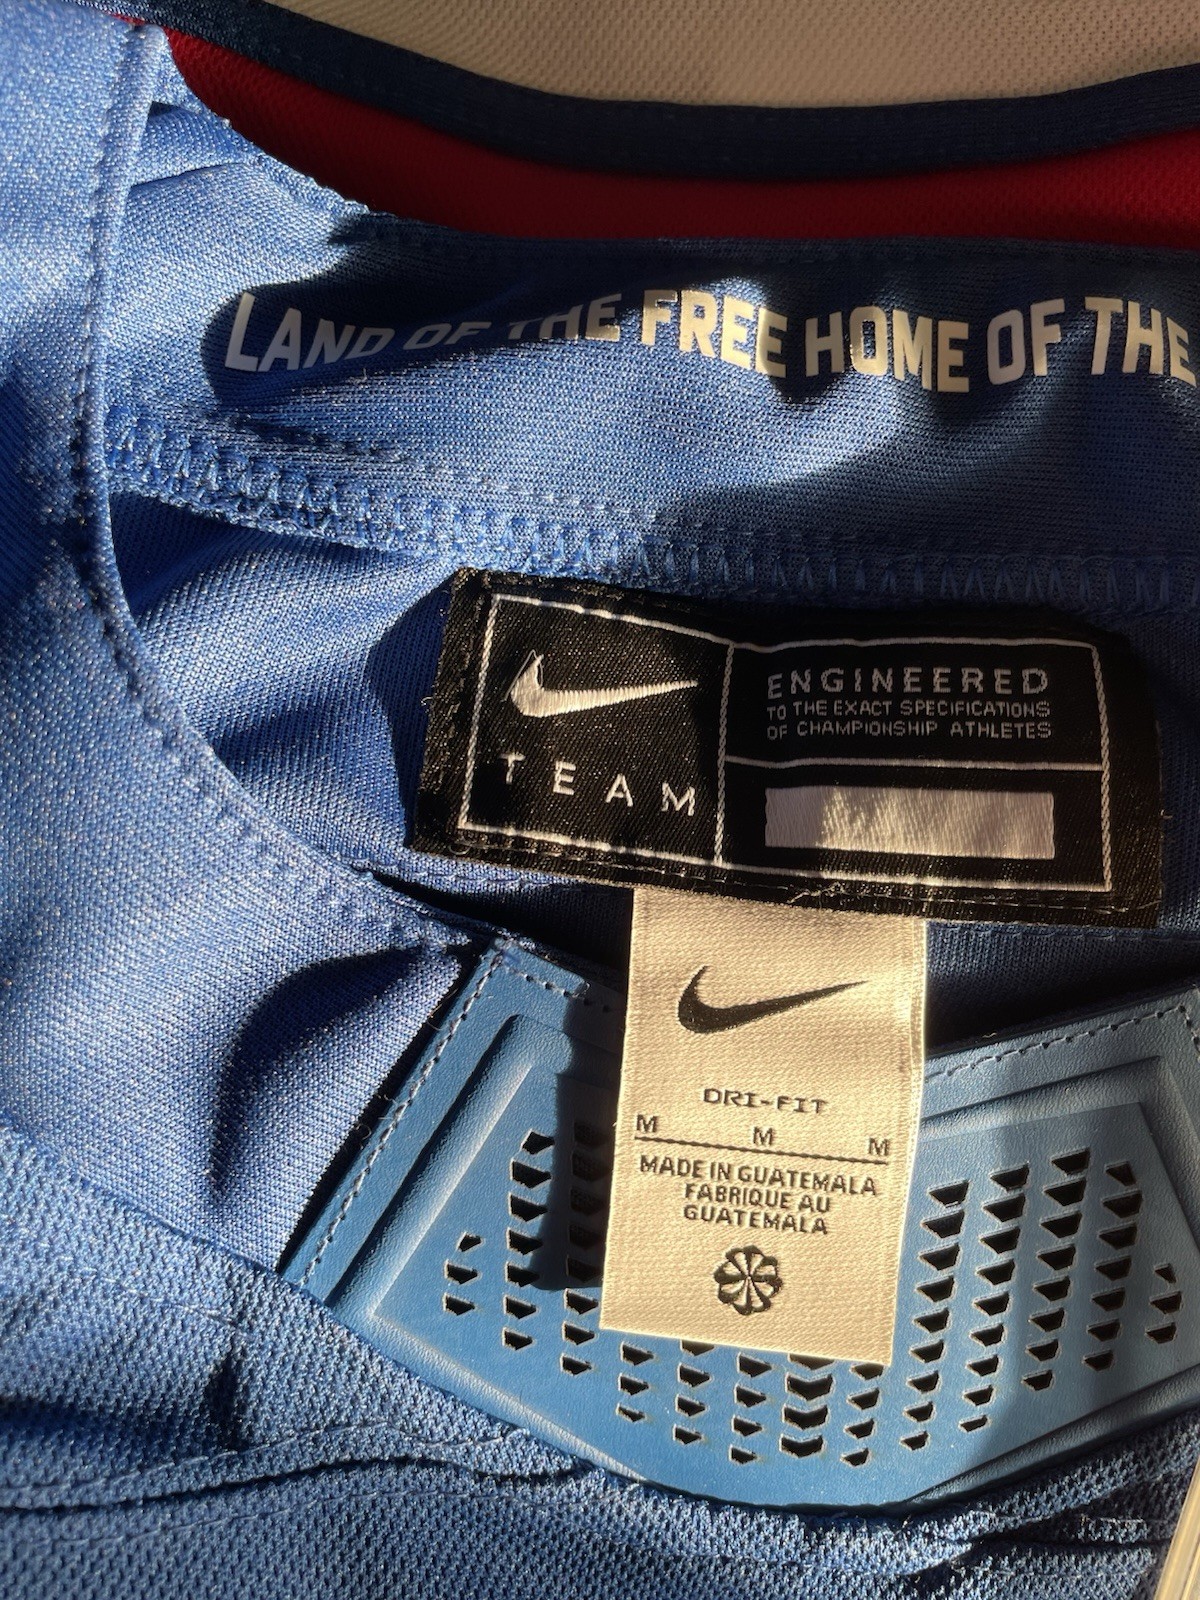 LAND OF THE FREE HOME OF THE
TEAM
ENGINEERED
TO THE EXACT SPECIFICATIONS
OF CHAMPIONSHIP ATHLETES
DRI-FIT
M M M
MADE IN GUATEMALA
FABRIQUE AU
GUATEMALA